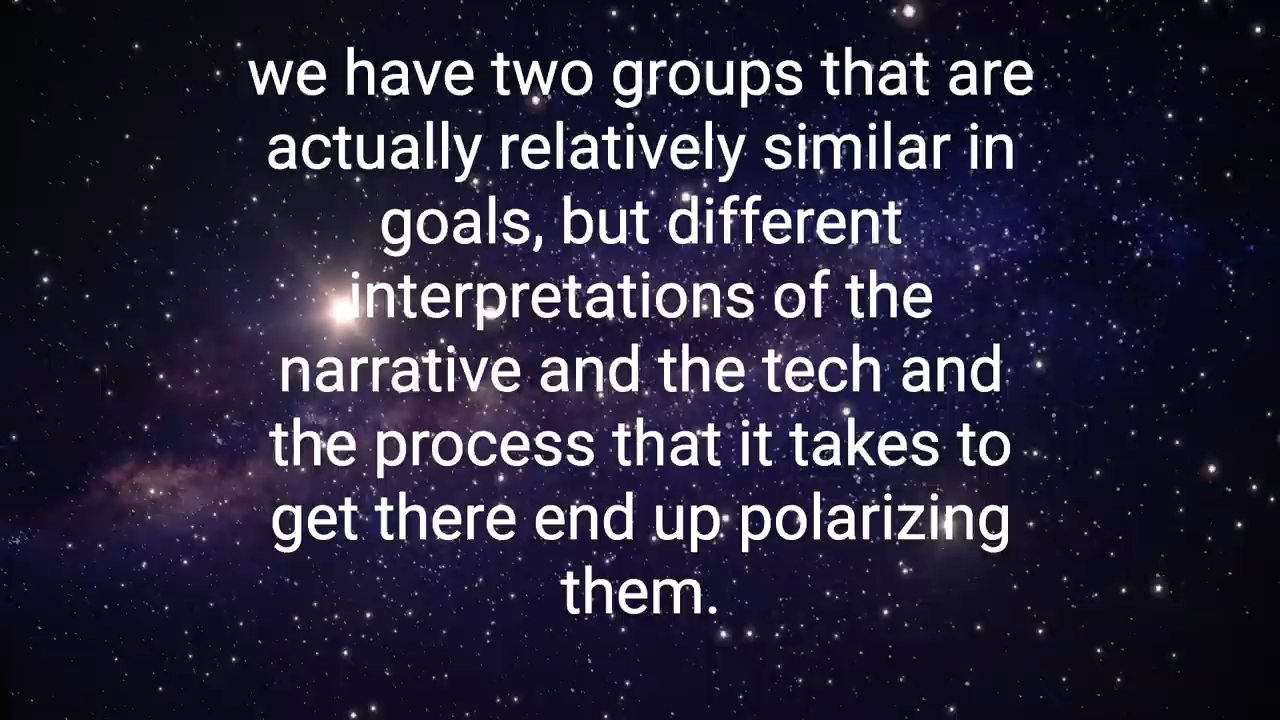 we have two groups that are
actually relatively similar in
goals, but different
interpretations of the
narrative and the tech and
the process that it takes to
get there end up polarizing
them.